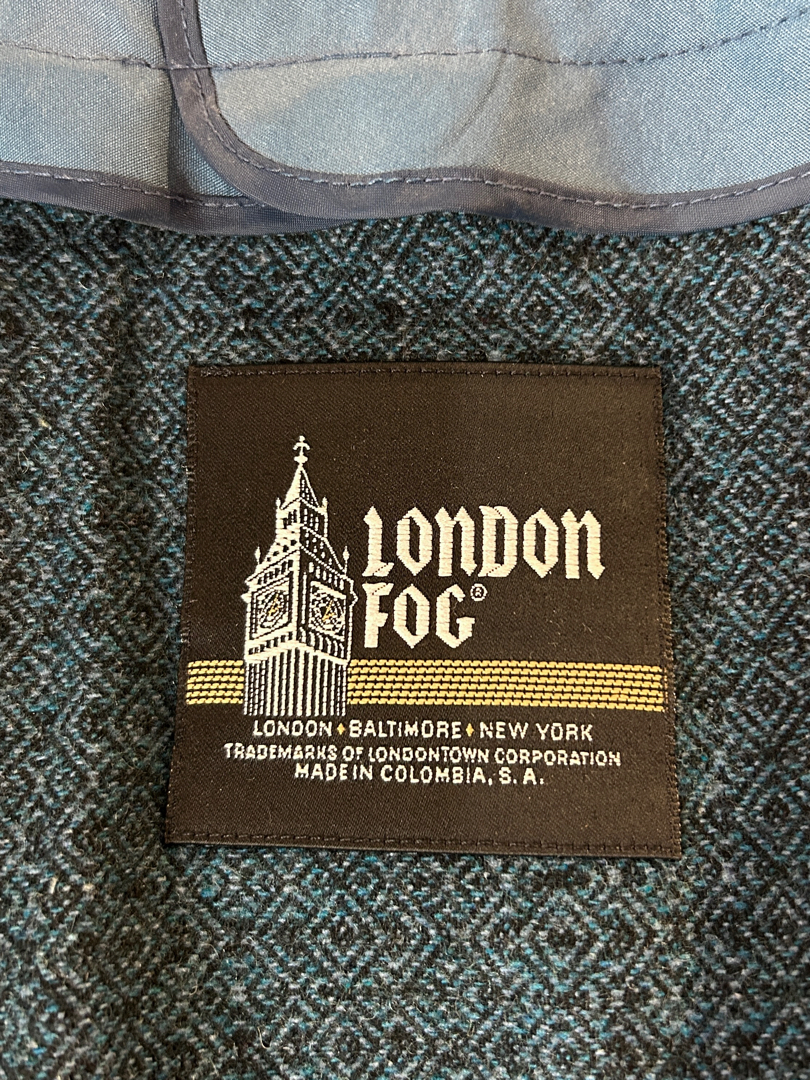 LONDON
FOG®
LONDON♦BALTIMORE♦NEW YORK
TRADEMARKS OF LONDONTOWN CORPORATION
MADE IN COLOMBIA, S. A.